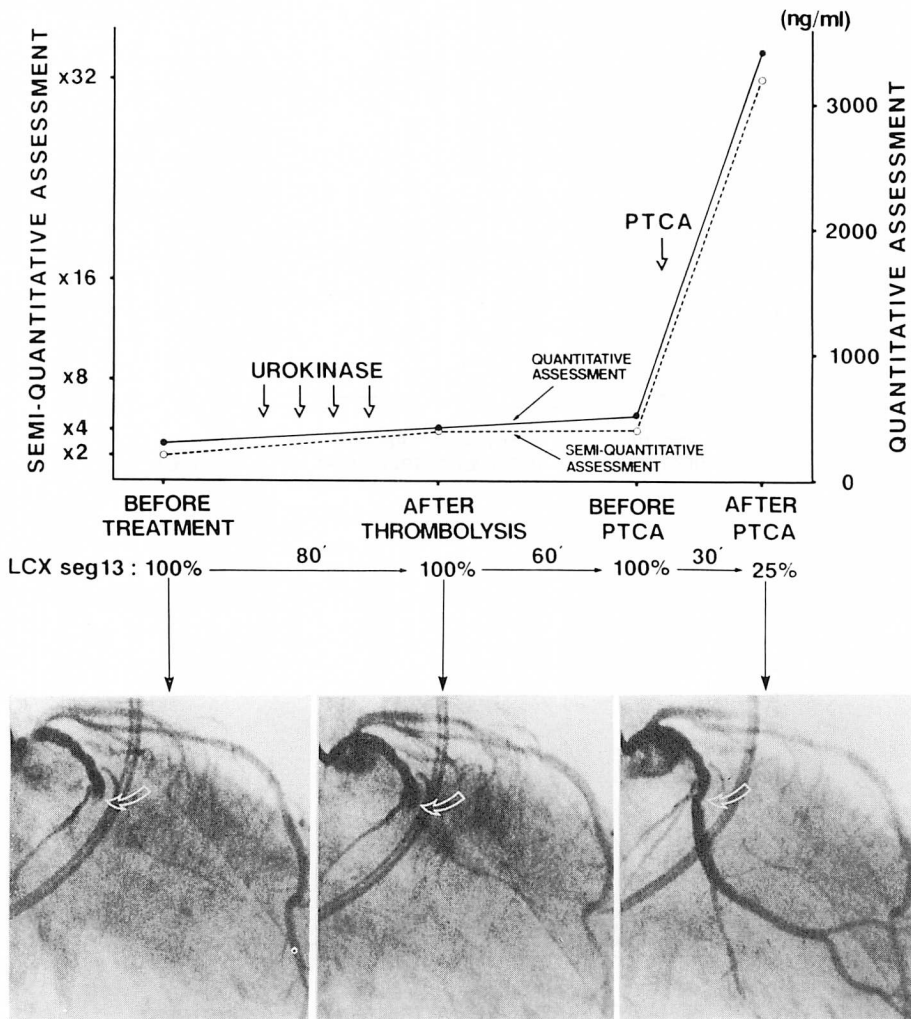 (ng/ml)
SEMI-QUANTITATIVE ASSESSMENT
x32
x16
x8
x4
x2
QUANTITATIVE ASSESSMENT
3000
2000
1000
0
PTCA
UROKINASE
QUANTITATIVE
ASSESSMENT
SEMI-QUANTITATIVE
ASSESSMENT
BEFORE
TREATMENT
AFTER
THROMBOLYSIS
BEFORE
PTCA
AFTER
PTCA
LCX seg13 : 100% 80′ 100% 60′ 100% 30′ 25%